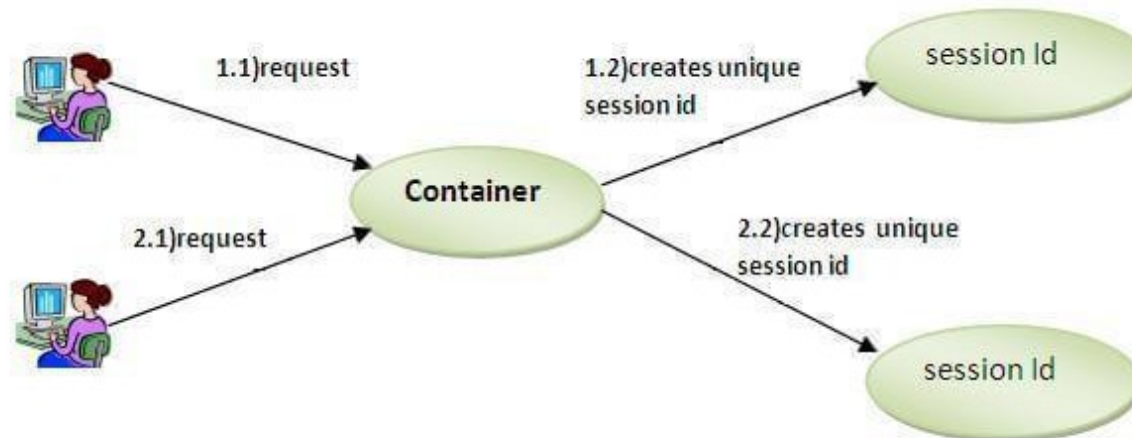 1.1)request
1.2)creates unique
session id
session Id
Container
2.1)request
2.2)creates unique
session id
session Id